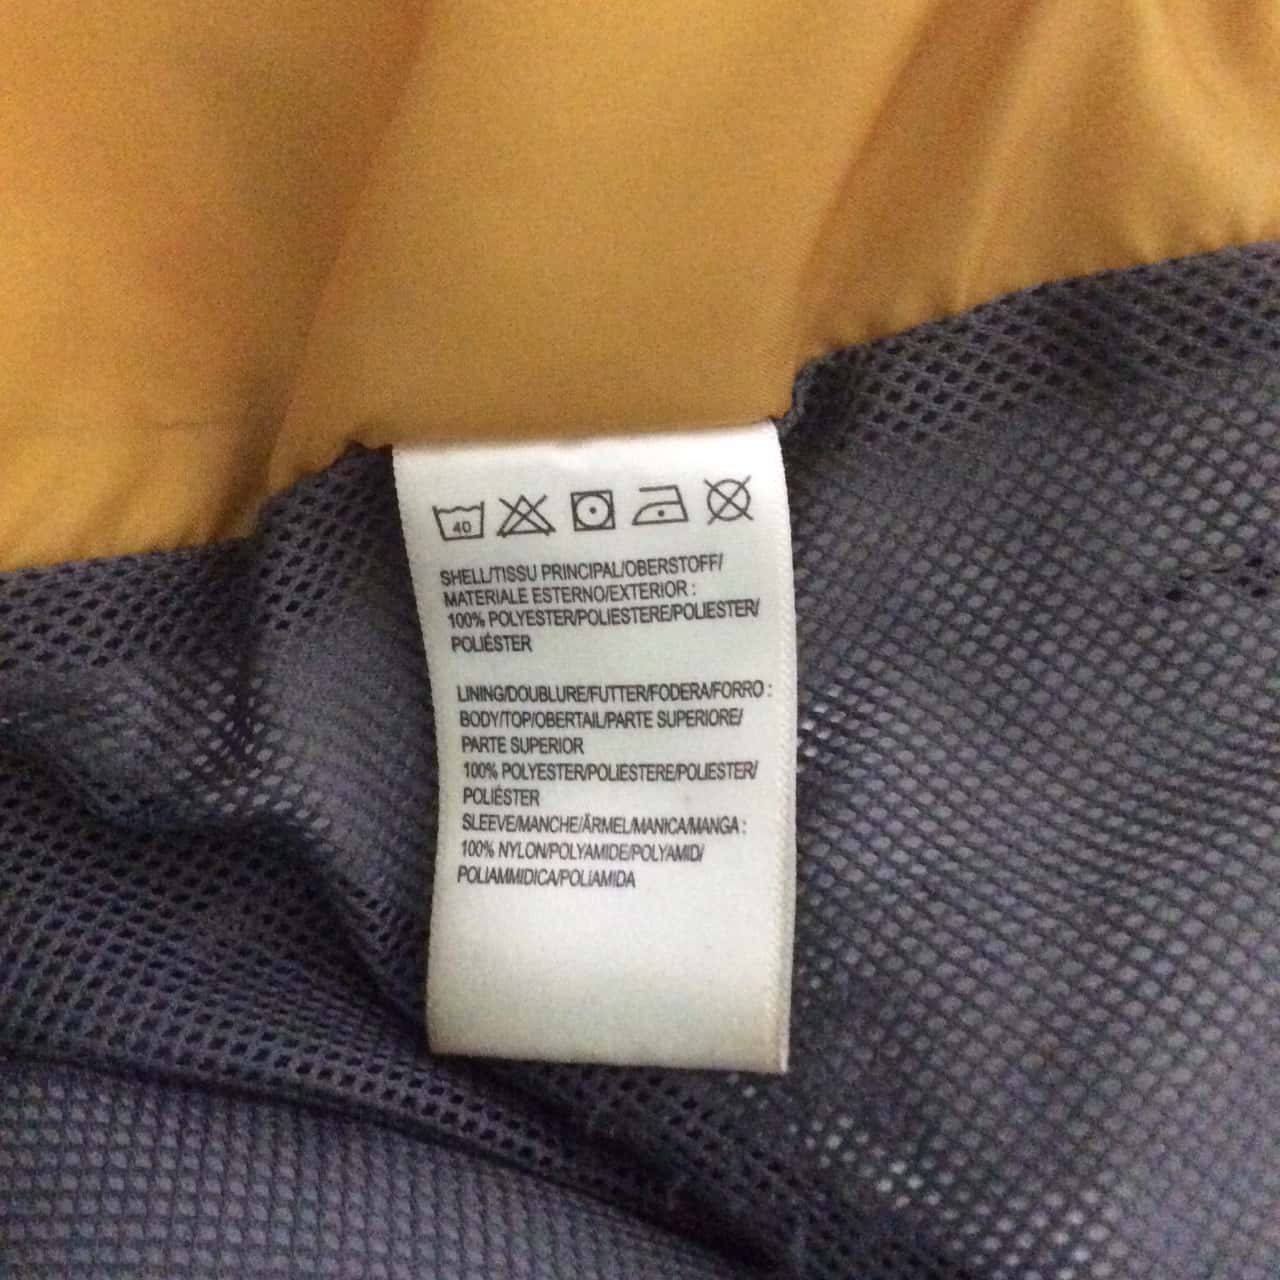 40
SHELL/TISSU PRINCIPAL/OBERSTOFF/
MATERIALE ESTERNO/EXTERIOR :
100% POLYESTER/POLIESTERE/POLIESTER/
POLIÉSTER
LINING/DOUBLURE/FUTTER/FODERA/FORRO :
BODY/TOP/OBERTAIL/PARTE SUPERIORE/
PARTE SUPERIOR
100% POLYESTER/POLIESTERE/POLIESTER/
POLIÉSTER
SLEEVE/MANCHE/ÄRMEL/MANICA/MANGA :
100% NYLON/POLYAMIDE/POLYAMID/
POLIAMMIDICA/POLIAMIDA